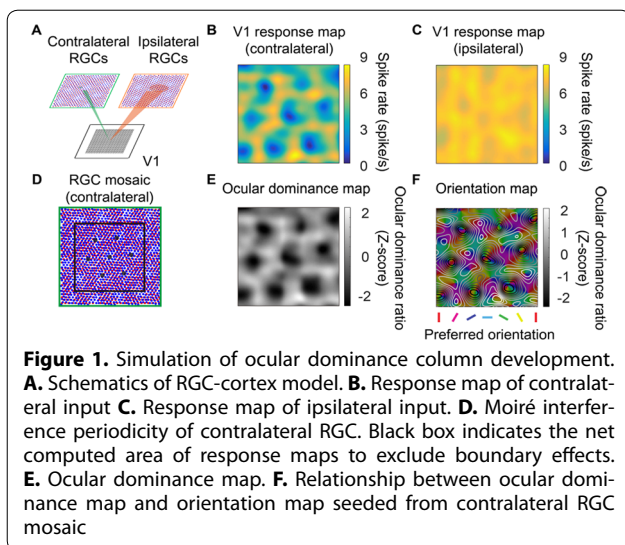 A
Contralateral RGCs
Ipsilateral RGCs
V1
B
V1 response map
(contralateral)
9
6
3
0
Spike rate (spike/s)
C
V1 response map
(ipsilateral)
9
6
3
0
Spike rate (spike/s)
D
RGC mosaic
(contralateral)
E
Ocular dominance map
2
0
-2
Ocular dominance ratio
(Z-score)
F
Orientation map
2
1
0
-1
-2
Ocular dominance ratio
(Z-score)
Preferred orientation
Figure 1. Simulation of ocular dominance column development.
A. Schematics of RGC-cortex model. B. Response map of contralat-
eral input C. Response map of ipsilateral input. D. Moiré interfer-
ence periodicity of contralateral RGC. Black box indicates the net
computed area of response maps to exclude boundary effects.
E. Ocular dominance map. F. Relationship between ocular domi-
nance map and orientation map seeded from contralateral RGC
mosaic